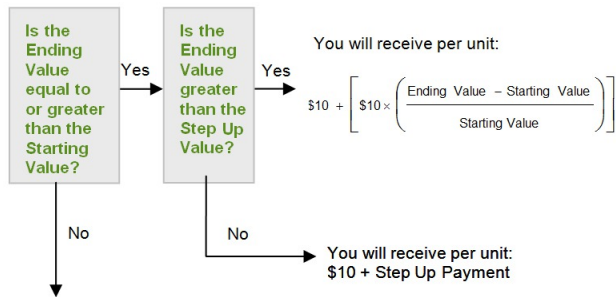 Is the
Ending
Value
equal to
or greater
than the
Starting
Value?
Yes
Is the
Ending
Value
greater
than the
Step Up
Value?
Yes
You will receive per unit:
$10 + [ $10 × ( Ending Value – Starting Value
Starting Value ) ]
No
No
You will receive per unit:
$10 + Step Up Payment